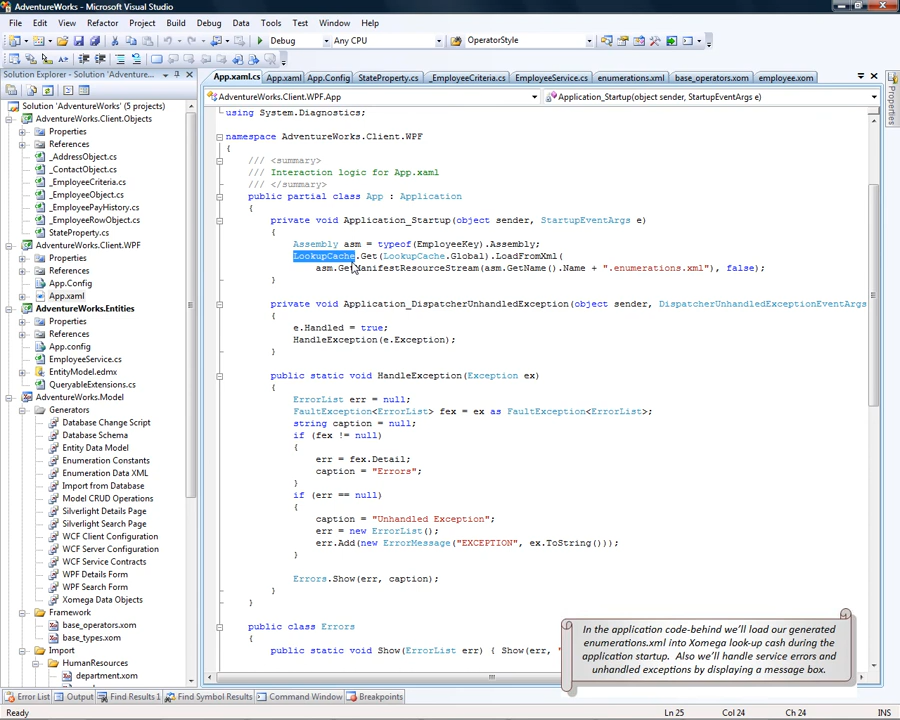 AdventureWorks - Microsoft Visual Studio
File Edit View Refactor Project Build Debug Data Tools Test Window Help
Debug Any CPU OperatorStyle
Solution Explorer - Solution 'Adventure...
App.xaml.cs App.xaml App.Config StateProperty.cs _EmployeeCriteria.cs EmployeeService.cs enumerations.xml base_operators.xom employee.xom
AdventureWorks.Client.WPF.App Application_Startup(object sender, StartupEventArgs e)
Properties
Solution 'AdventureWorks' (5 projects)
AdventureWorks.Client.Objects
Properties
References
_AddressObject.cs
_ContactObject.cs
_EmployeeCriteria.cs
_EmployeeObject.cs
_EmployeePayHistory.cs
_EmployeeRowObject.cs
StateProperty.cs
AdventureWorks.Client.WPF
Properties
References
App.Config
App.xaml
AdventureWorks.Entities
Properties
References
App.config
EmployeeService.cs
EntityModel.edmx
QueryableExtensions.cs
AdventureWorks.Model
Generators
Database Change Script
Database Schema
Entity Data Model
Enumeration Constants
Enumeration Data XML
Import from Database
Model CRUD Operations
Silverlight Details Page
Silverlight Search Page
WCF Client Configuration
WCF Server Configuration
WCF Service Contracts
WPF Details Form
WPF Search Form
Xomega Data Objects
Framework
base_operators.xom
base_types.xom
Import
HumanResources
department.xom
using System.Diagnostics;
namespace AdventureWorks.Client.WPF
{
/// <summary>
/// Interaction logic for App.xaml
/// </summary>
public partial class App : Application
{
private void Application_Startup(object sender, StartupEventArgs e)
{
Assembly asm = typeof(EmployeeKey).Assembly;
LookupCache.Get(LookupCache.Global).LoadFromXml(
asm.GetManifestResourceStream(asm.GetName().Name + ".enumerations.xml"), false);
}
private void Application_DispatcherUnhandledException(object sender, DispatcherUnhandledExceptionEventArgs
{
e.Handled = true;
HandleException(e.Exception);
}
public static void HandleException(Exception ex)
{
ErrorList err = null;
FaultException<ErrorList> fex = ex as FaultException<ErrorList>;
string caption = null;
if (fex != null)
{
err = fex.Detail;
caption = "Errors";
}
if (err == null)
{
caption = "Unhandled Exception";
err = new ErrorList();
err.Add(new ErrorMessage("EXCEPTION", ex.ToString()));
}
Errors.Show(err, caption);
}
}
public class Errors
{
public static void Show(ErrorList err) { Show(err, "
In the application code-behind we'll load our generated
enumerations.xml into Xomega look-up cash during the
application startup. Also we'll handle service errors and
unhandled exceptions by displaying a message box.
Error List Output Find Results 1 Find Symbol Results Command Window Breakpoints
Ready Ln 25 Col 24 Ch 24 INS